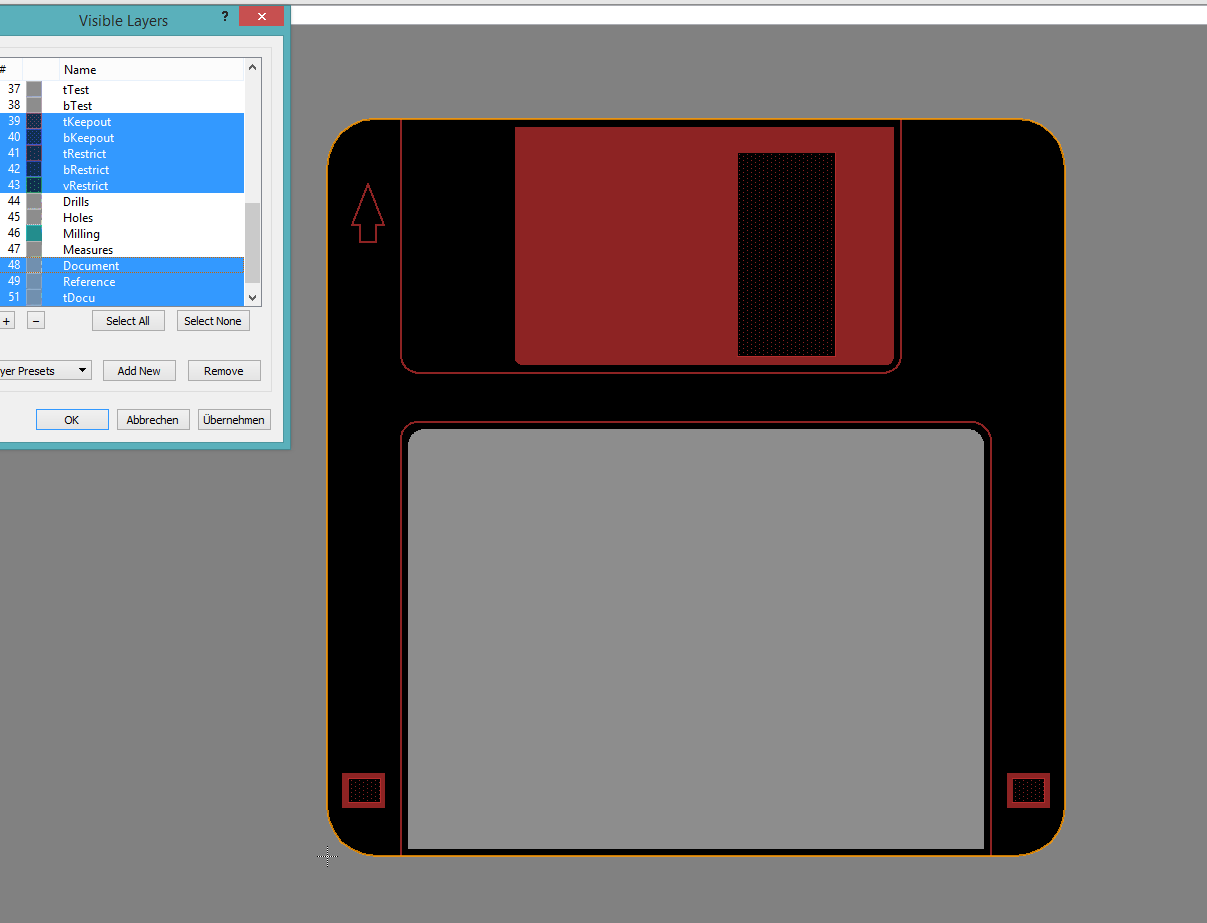 Visible Layers ?
# Name
37 tTest
38 bTest
39 tKeepout
40 bKeepout
41 tRestrict
42 bRestrict
43 vRestrict
44 Drills
45 Holes
46 Milling
47 Measures
48 Document
49 Reference
51 tDocu
+ − Select All Select None
yer Presets Add New Remove
OK Abbrechen Übernehmen